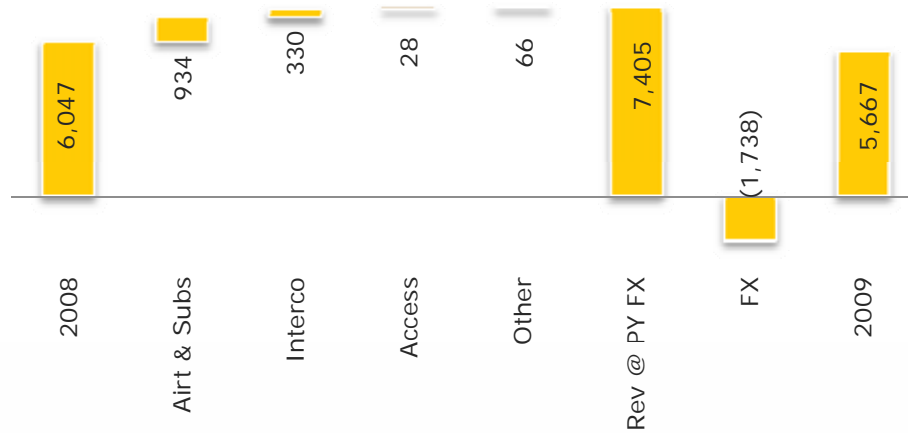 6,047
934
330
28
66
7,405
(1,738)
5,667
2008
Airt & Subs
Interco
Access
Other
Rev @ PY FX
FX
2009